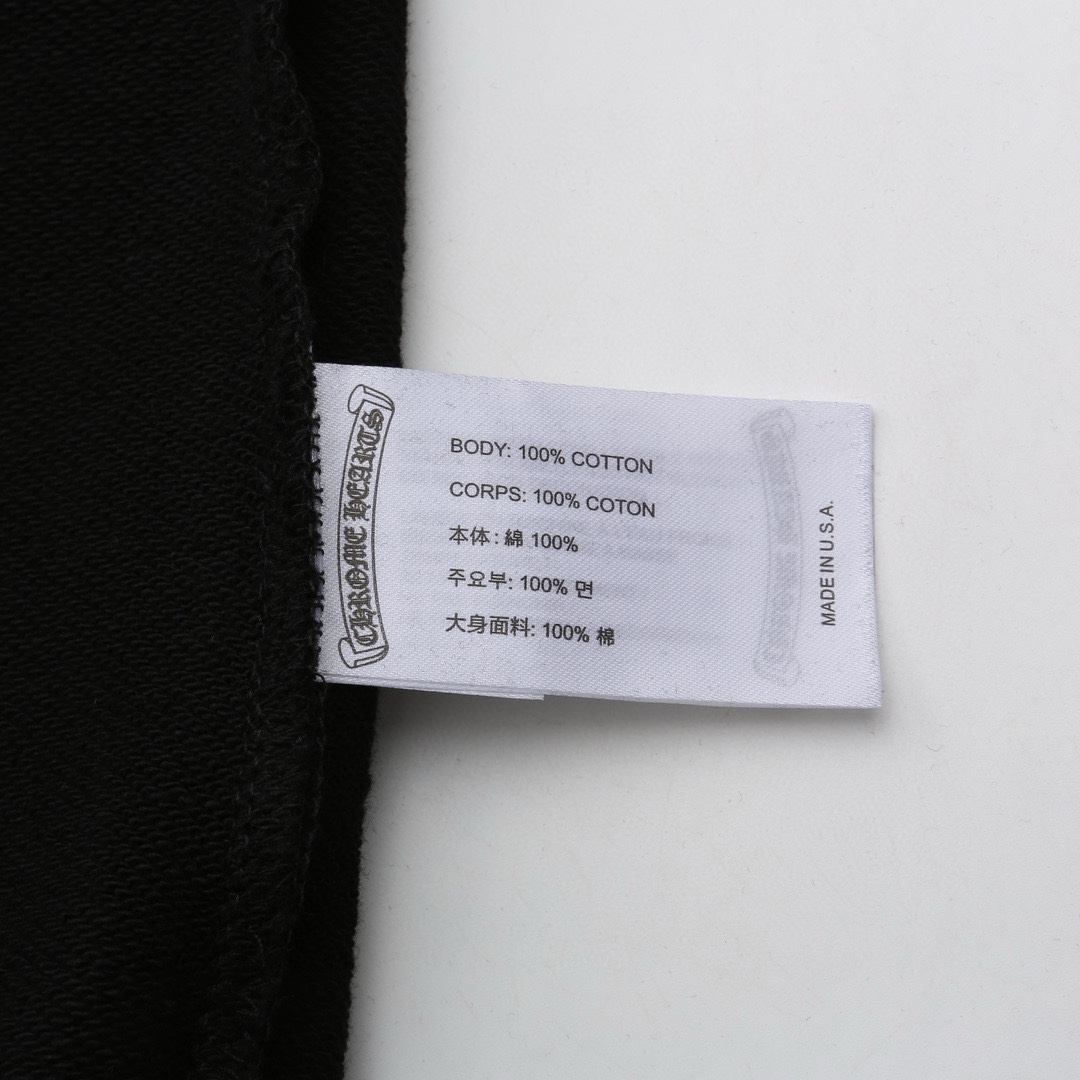 CHROME HEARTS
BODY: 100% COTTON
CORPS: 100% COTON
本体：綿 100%
주요부: 100% 면
大身面料: 100% 棉
MADE IN U.S.A.